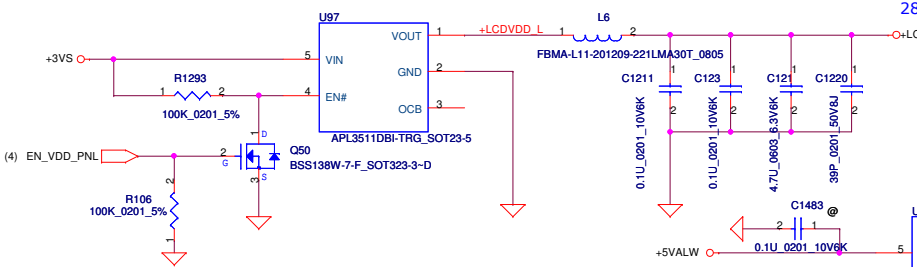 28
U97
L6
+LCDVDD_L
+LC
1
VOUT
1
2
FBMA-L11-201209-221LMA30T_0805
+3VS
5
VIN
GND
2
R1293
1
2
4
EN#
100K_0201_5%
OCB
3
APL3511DBI-TRG_SOT23-5
C1211
C123
C121
C1220
1
1
1
1
2
2
2
2
0.1U_0201_10V6K
0.1U_0201_10V6K
4.7U_0603_6.3V6K
39P_0201_50V8J
1
D
(4) EN_VDD_PNL
2
G
Q50
BSS138W-7-F_SOT323-3~D
3
S
2
R106
100K_0201_5%
1
C1483
@
2
1
0.1U_0201_10V6K
+5VALW
5
U